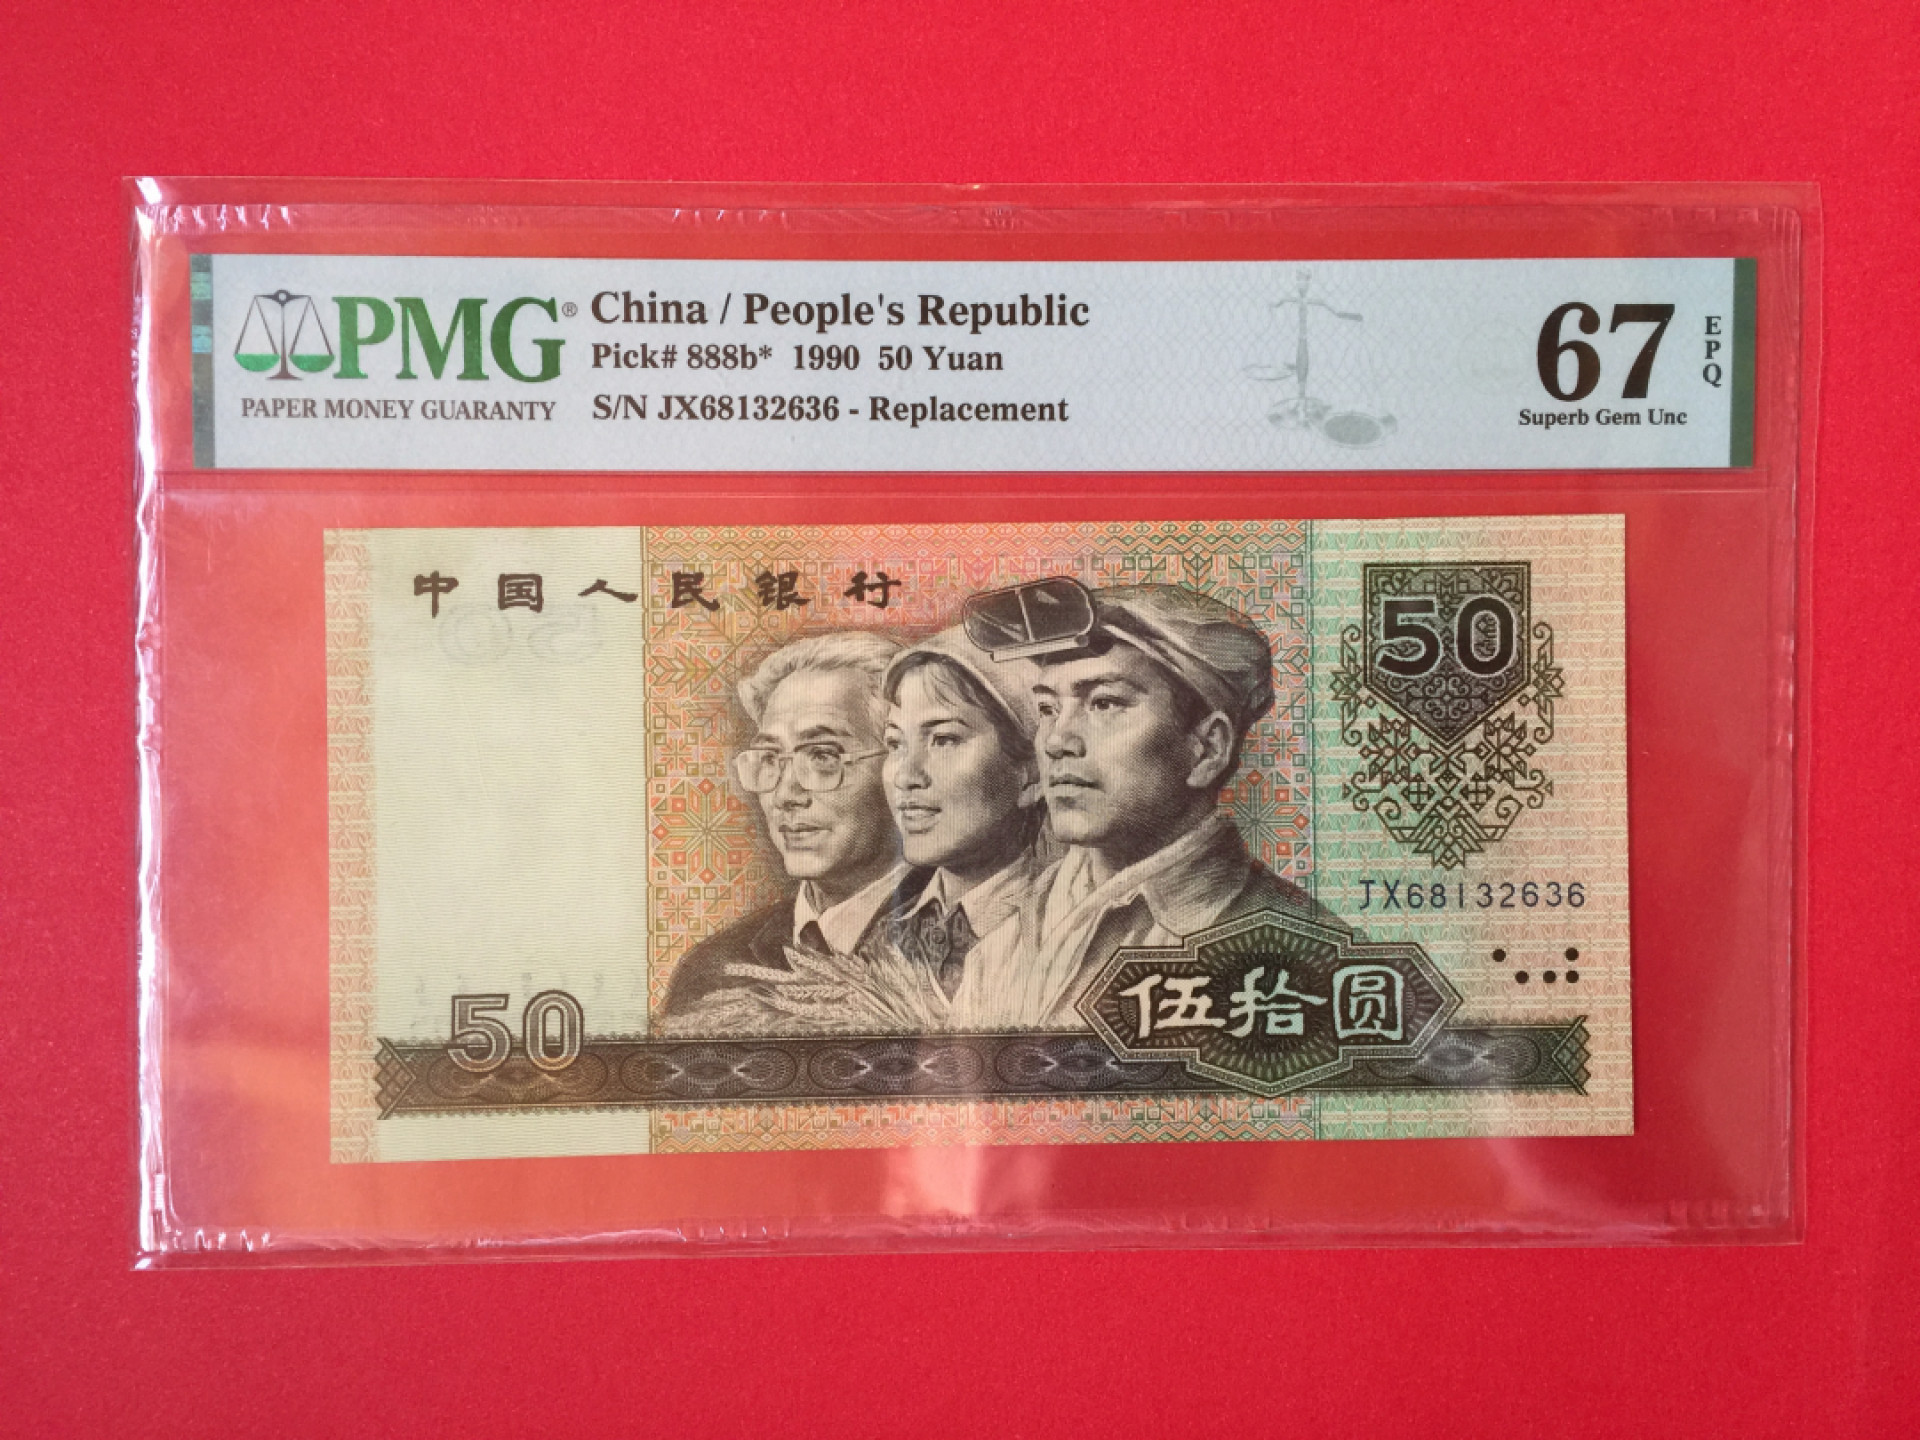 PMG®
PAPER MONEY GUARANTY
China / People's Republic
Pick# 888b* 1990 50 Yuan
S/N JX68132636 - Replacement
67
EPQ
Superb Gem Unc
中国人民银行
50
JX68132636
伍拾圆
50